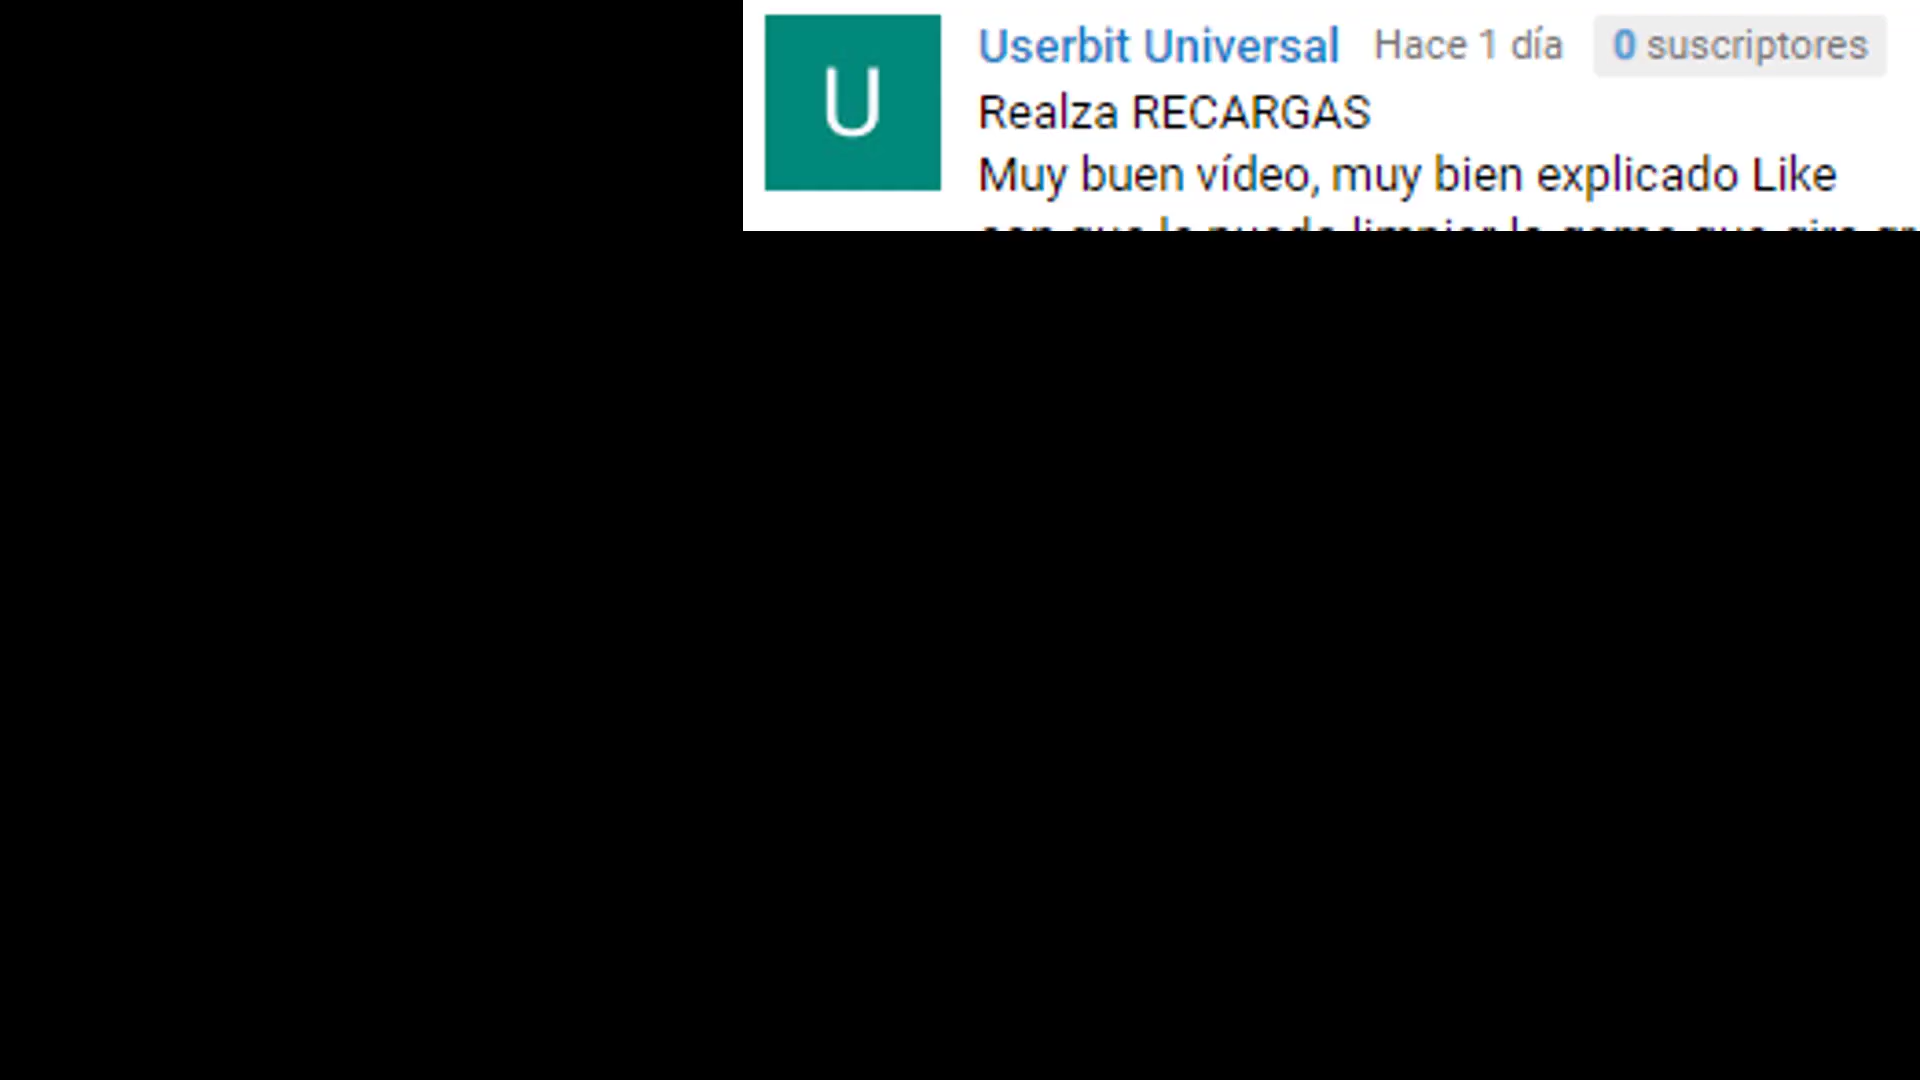 U
Userbit Universal Hace 1 día 0 suscriptores
Realza RECARGAS
Muy buen vídeo, muy bien explicado Like